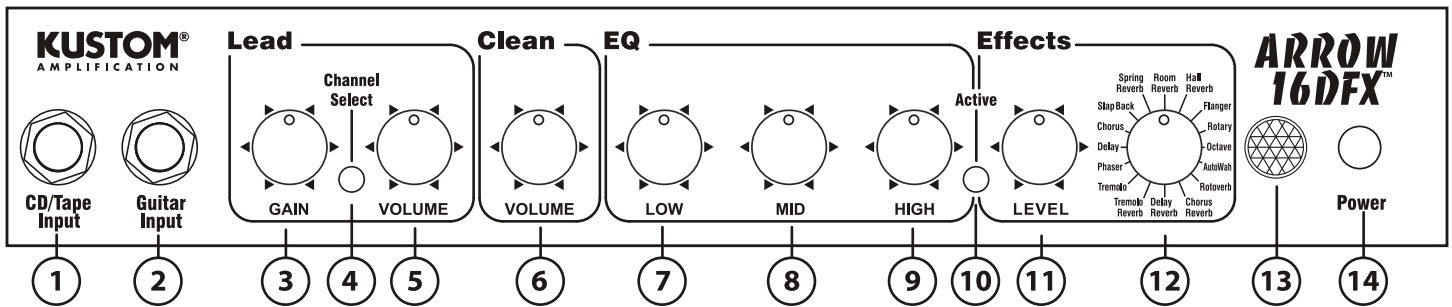 KUSTOM®
AMPLIFICATION
CD/Tape
Input
Guitar
Input
Lead
Channel
Select
GAIN
VOLUME
Clean
VOLUME
EQ
LOW
MID
HIGH
Active
Effects
LEVEL
Spring
Reverb
Room
Reverb
Hall
Reverb
Flanger
Rotary
Octave
AutoWah
Rotoverb
Chorus
Reverb
Delay
Reverb
Tremolo
Reverb
Tremolo
Phaser
Delay
Chorus
Slap Back
ARROW
16DFX™
Power
1 2 3 4 5 6 7 8 9 10 11 12 13 14